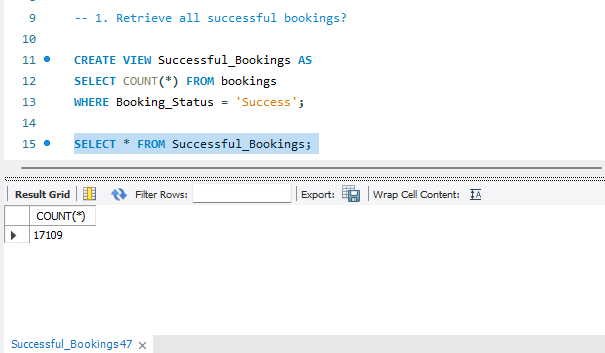 9 -- 1. Retrieve all successful bookings?
10
11 CREATE VIEW Successful_Bookings AS
12 SELECT COUNT(*) FROM bookings
13 WHERE Booking_Status = 'Success';
14
15 SELECT * FROM Successful_Bookings;
Result Grid Filter Rows: Export: Wrap Cell Content: IA
COUNT(*)
17109
Successful_Bookings47 ×